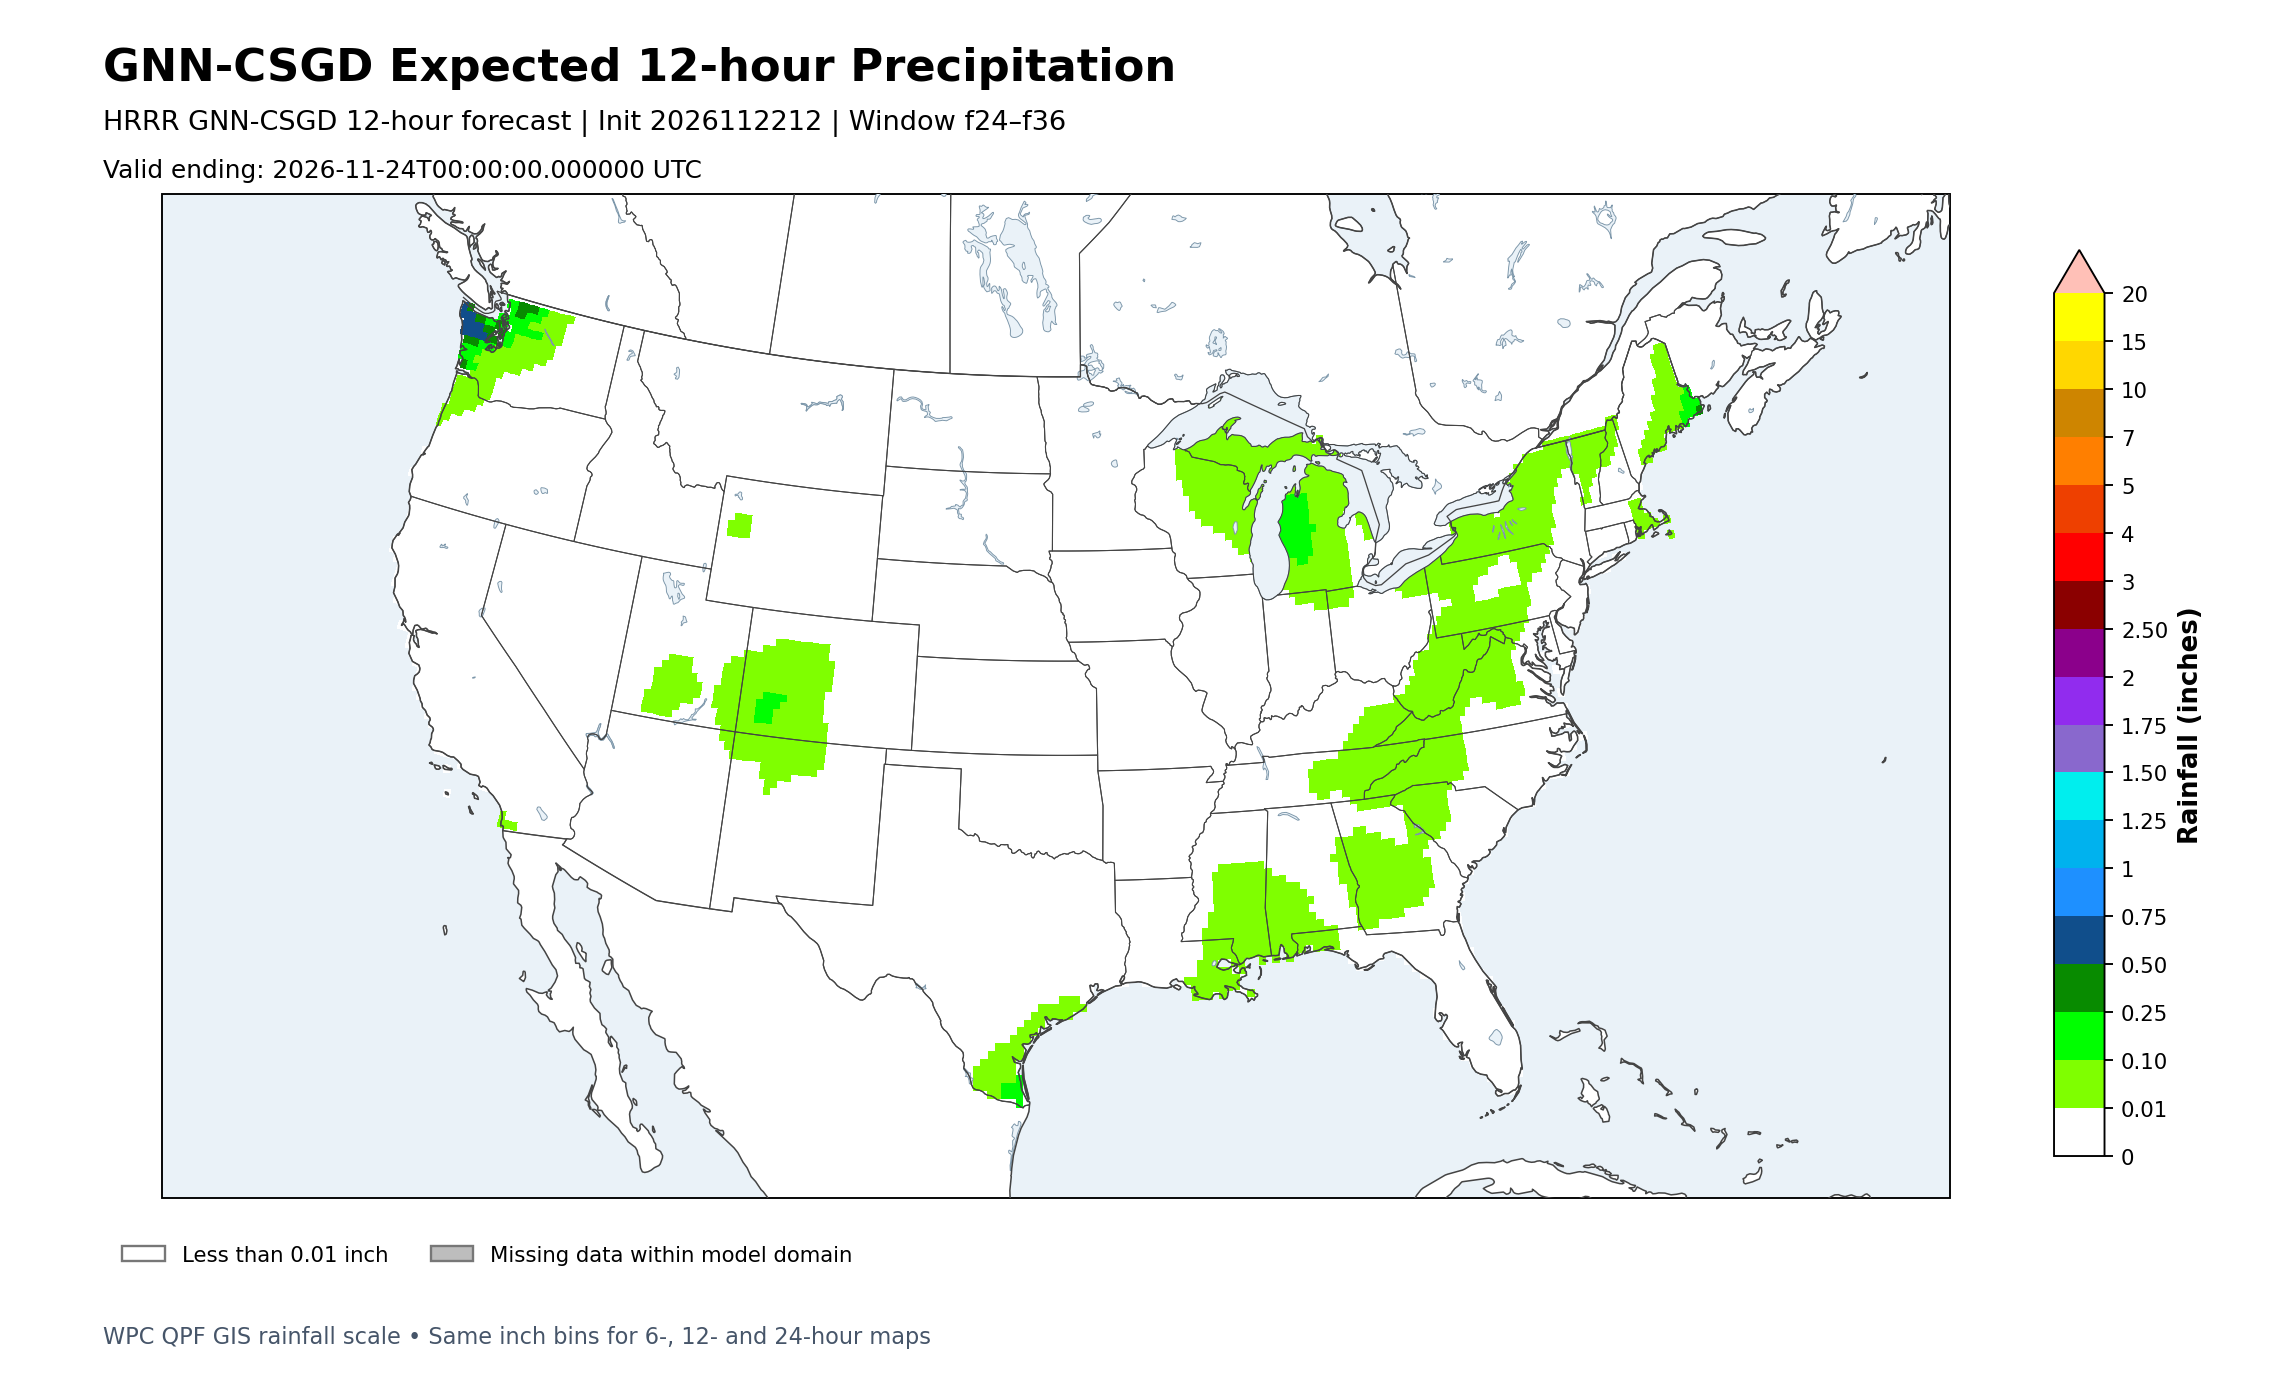 GNN-CSGD Expected 12-hour Precipitation
HRRR GNN-CSGD 12-hour forecast | Init 2026112212 | Window f24–f36
Valid ending: 2026-11-24T00:00:00.000000 UTC
20
15
10
7
5
4
3
2.50
2
1.75
1.50
1.25
1
0.75
0.50
0.25
0.10
0.01
0
Rainfall (inches)
Less than 0.01 inch
Missing data within model domain
WPC QPF GIS rainfall scale • Same inch bins for 6-, 12- and 24-hour maps